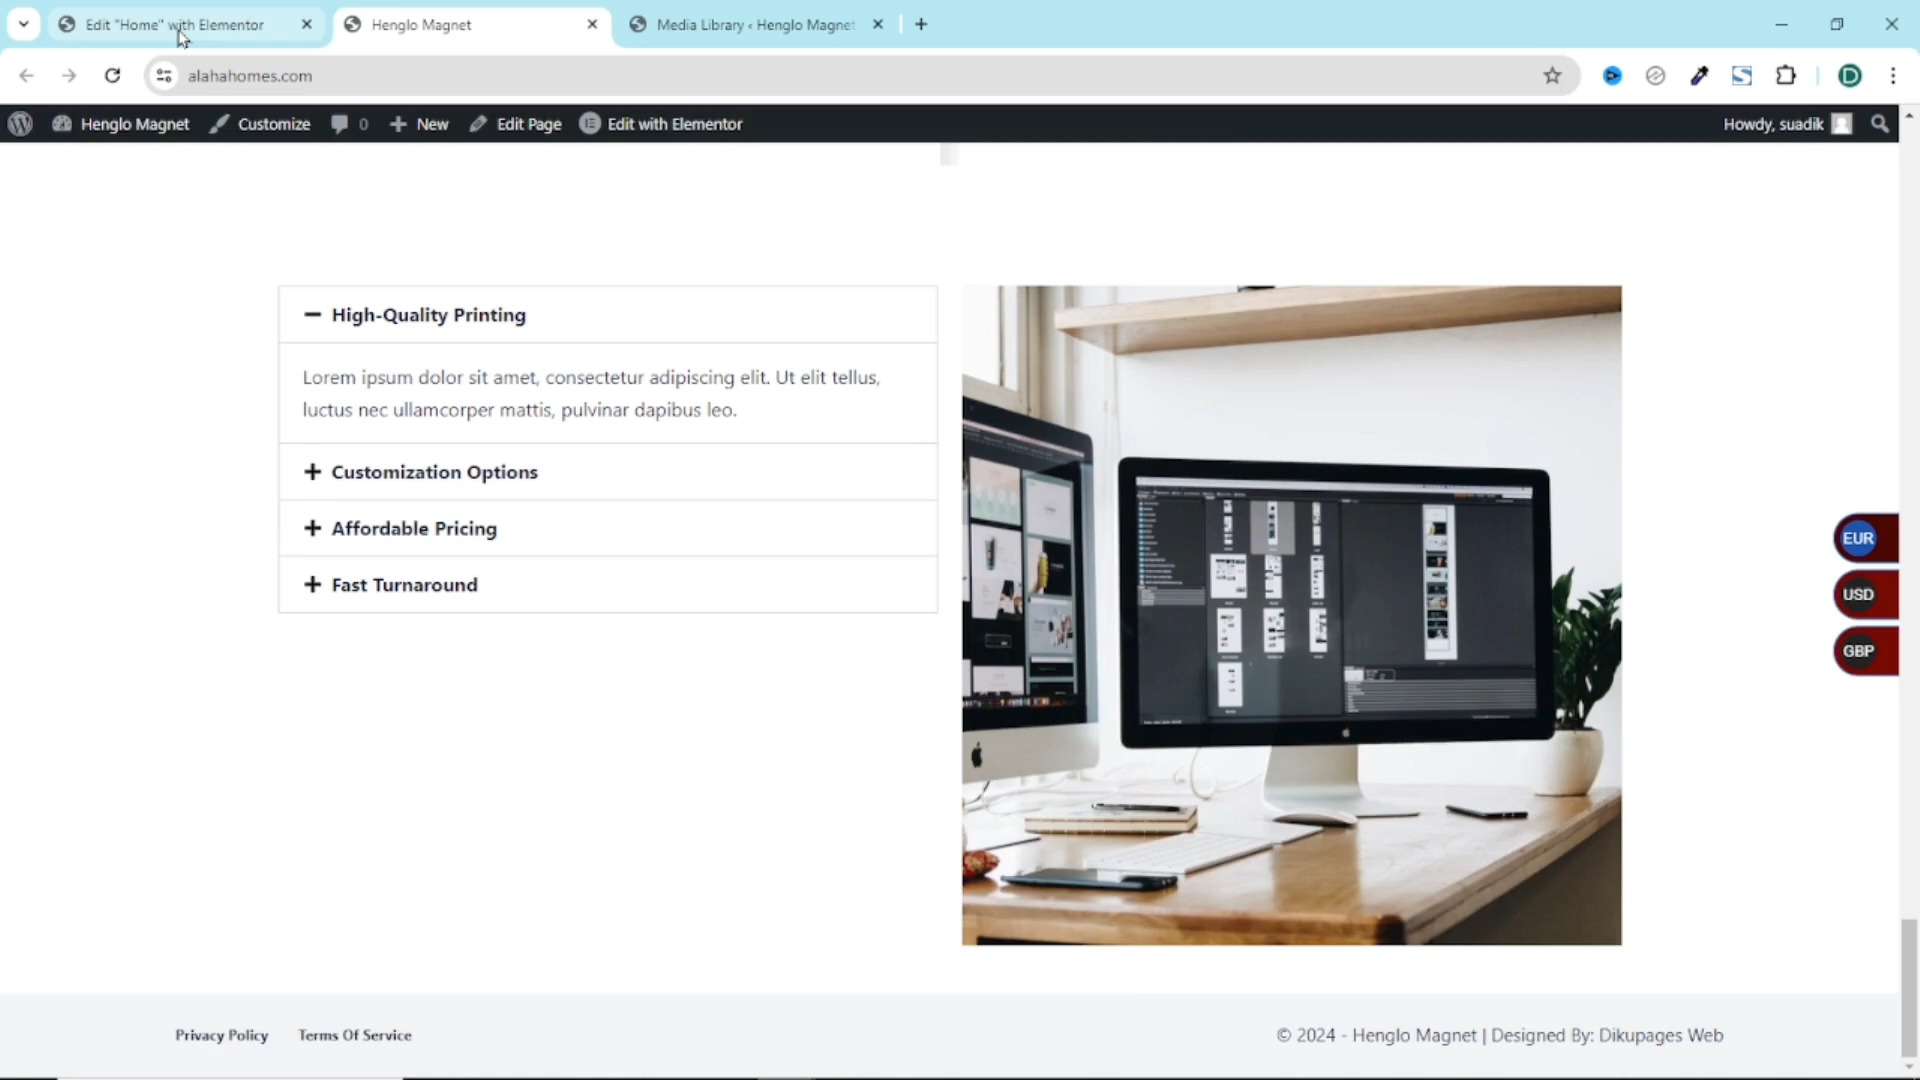 Edit "Home" with Elementor
Henglo Magnet
Media Library ‹ Henglo Magnet
alahahomes.com
D
Henglo Magnet
Customize
0
New
Edit Page
Edit with Elementor
Howdy, suadik
High-Quality Printing
Lorem ipsum dolor sit amet, consectetur adipiscing elit. Ut elit tellus,
luctus nec ullamcorper mattis, pulvinar dapibus leo.
Customization Options
Affordable Pricing
Fast Turnaround
EUR
USD
GBP
Privacy Policy
Terms Of Service
© 2024 - Henglo Magnet | Designed By: Dikupages Web